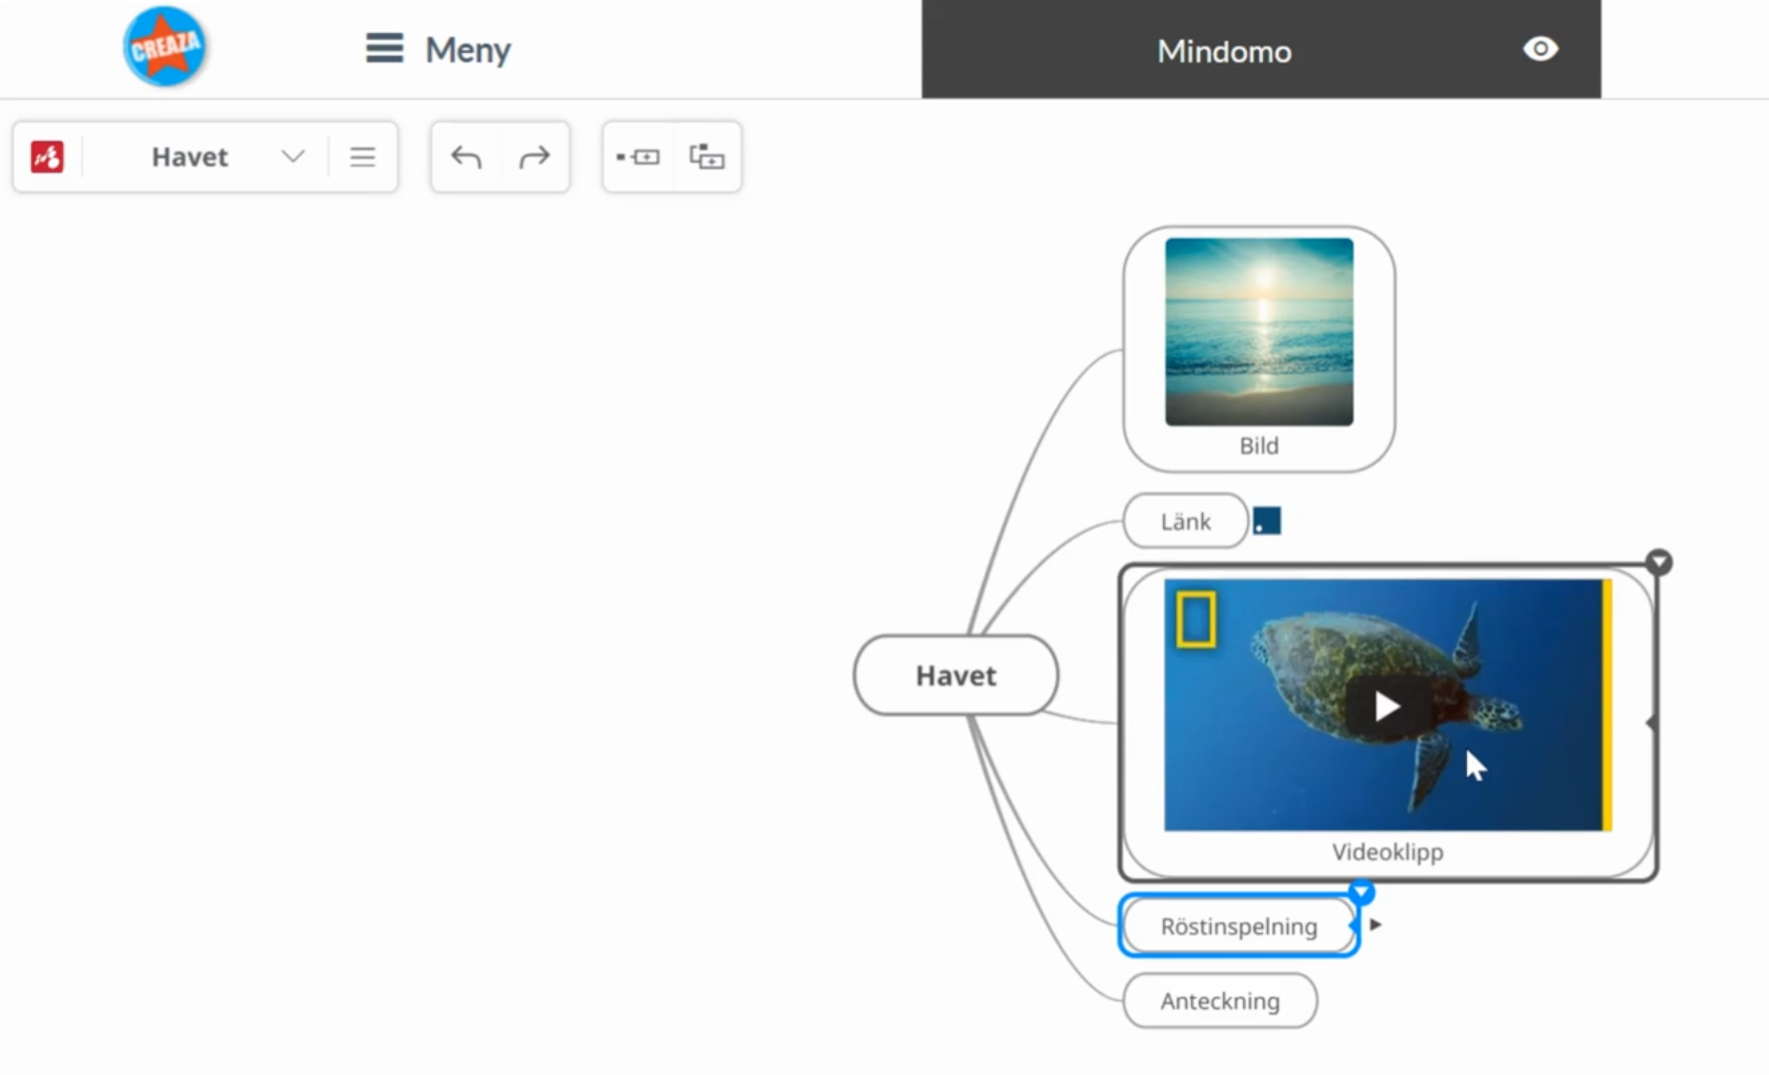 CREAZA
Meny
Mindomo
Havet
Bild
Länk
Havet
Videoklipp
Röstinspelning
Anteckning